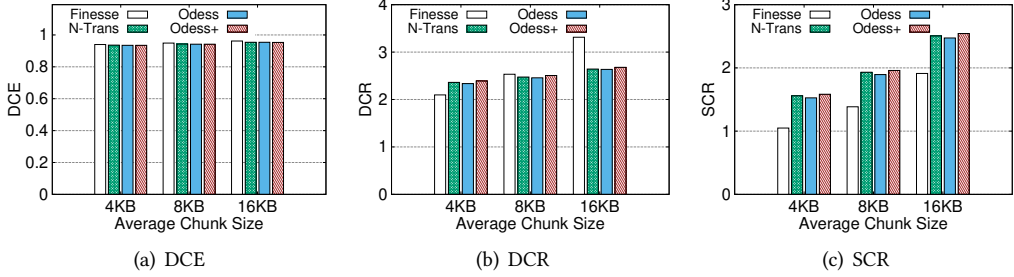 Finesse
N-Trans
Odess
Odess+
DCE
1
0.8
0.6
0.4
0.2
0
4KB 8KB 16KB
Average Chunk Size
(a) DCE
Finesse
N-Trans
Odess
Odess+
DCR
4
3
2
1
0
4KB 8KB 16KB
Average Chunk Size
(b) DCR
Finesse
N-Trans
Odess
Odess+
SCR
3
2
1
0
4KB 8KB 16KB
Average Chunk Size
(c) SCR